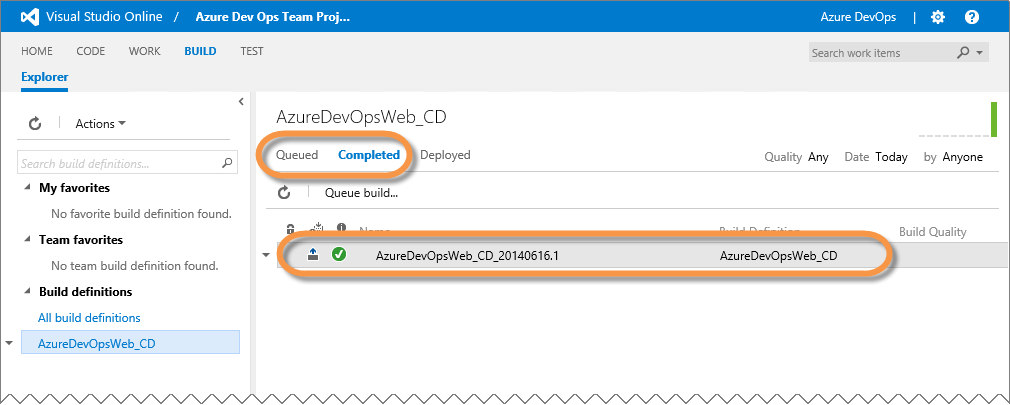 Visual Studio Online / Azure Dev Ops Team Proj... Azure DevOps | ?
HOME CODE WORK BUILD TEST
Search work items
Explorer
Actions
Search build definitions...
My favorites
No favorite build definition found.
Team favorites
No team build definition found.
Build definitions
All build definitions
AzureDevOpsWeb_CD
AzureDevOpsWeb_CD
Queued Completed Deployed
Quality Any Date Today by Anyone
Queue build...
Name Build Definition Build Quality
AzureDevOpsWeb_CD_20140616.1 AzureDevOpsWeb_CD